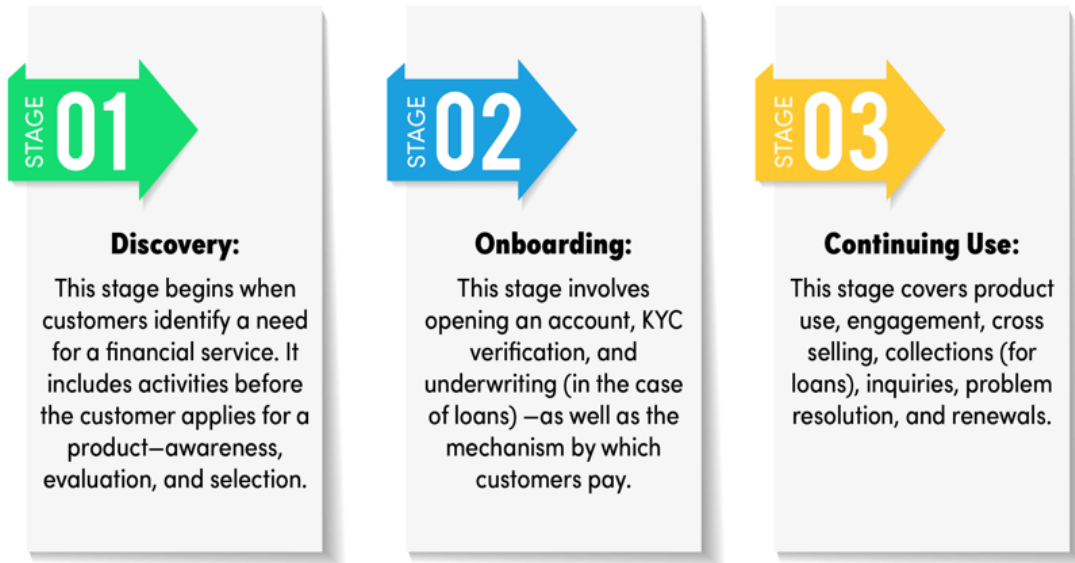 STAGE 01
Discovery:
This stage begins when
customers identify a need
for a financial service. It
includes activities before
the customer applies for a
product—awareness,
evaluation, and selection.
STAGE 02
Onboarding:
This stage involves
opening an account, KYC
verification, and
underwriting (in the case
of loans) —as well as the
mechanism by which
customers pay.
STAGE 03
Continuing Use:
This stage covers product
use, engagement, cross
selling, collections (for
loans), inquiries, problem
resolution, and renewals.